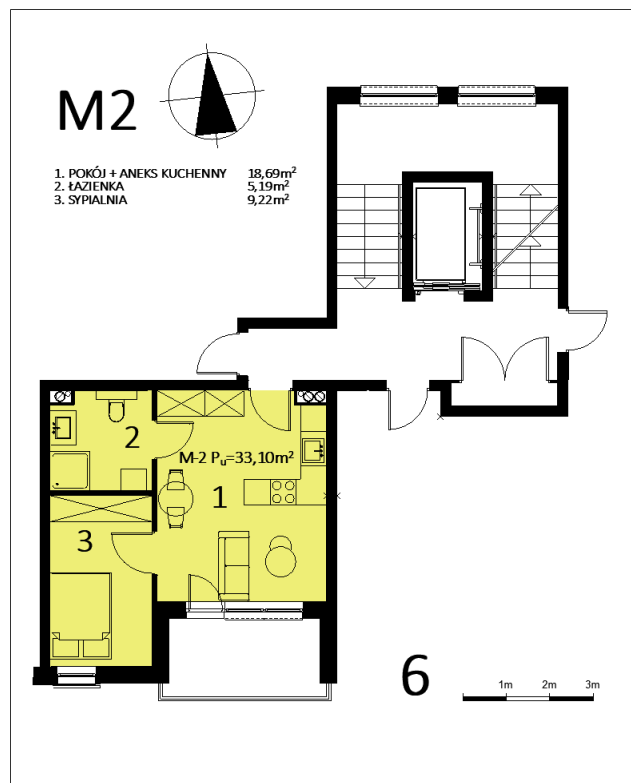 M2
1. POKÓJ + ANEKS KUCHENNY 18,69m²
2. ŁAZIENKA 5,19m²
3. SYPIALNIA 9,22m²
2
M-2 Pu=33,10m²
1
3
6
1m 2m 3m